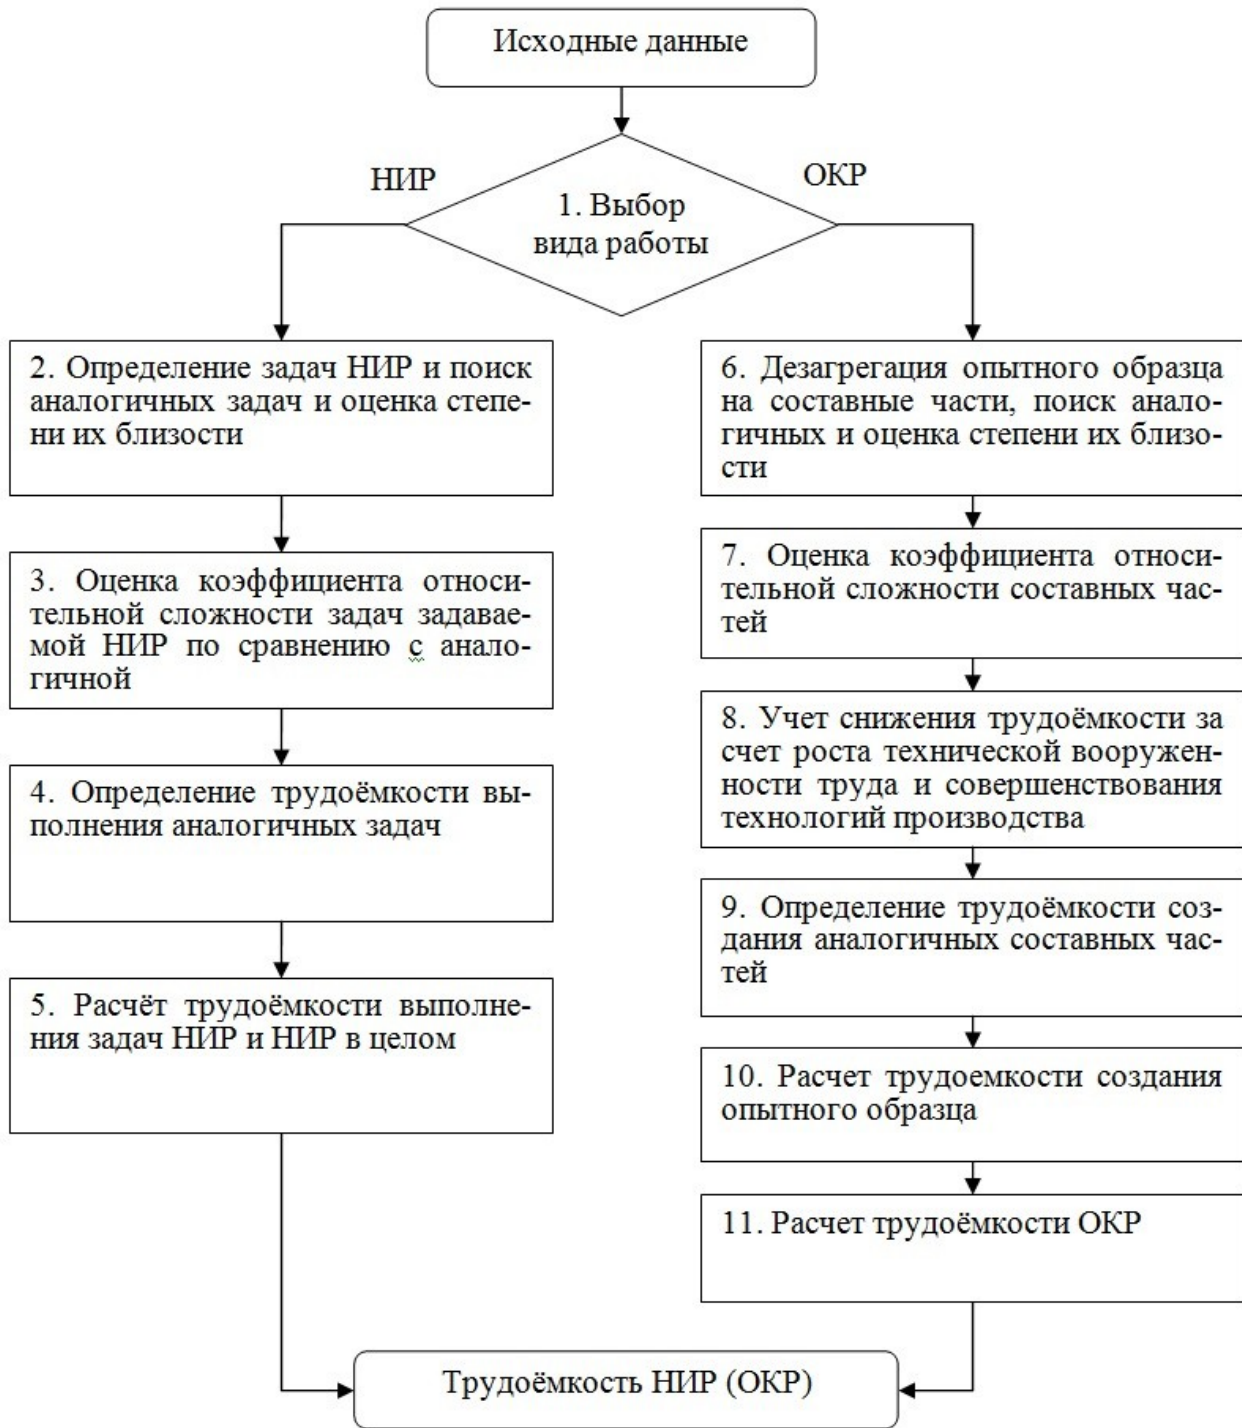 Исходные данные
НИР
ОКР
1. Выбор
вида работы
2. Определение задач НИР и поиск
аналогичных задач и оценка степе-
ни их близости
3. Оценка коэффициента относи-
тельной сложности задач задавае-
мой НИР по сравнению с анало-
гичной
4. Определение трудоёмкости вы-
полнения аналогичных задач
5. Расчёт трудоёмкости выполне-
ния задач НИР и НИР в целом
6. Дезагрегация опытного образца
на составные части, поиск анало-
гичных и оценка степени их близо-
сти
7. Оценка коэффициента относи-
тельной сложности составных час-
тей
8. Учет снижения трудоёмкости за
счет роста технической вооружен-
ности труда и совершенствования
технологий производства
9. Определение трудоёмкости соз-
дания аналогичных составных час-
тей
10. Расчет трудоемкости создания
опытного образца
11. Расчет трудоёмкости ОКР
Трудоёмкость НИР (ОКР)